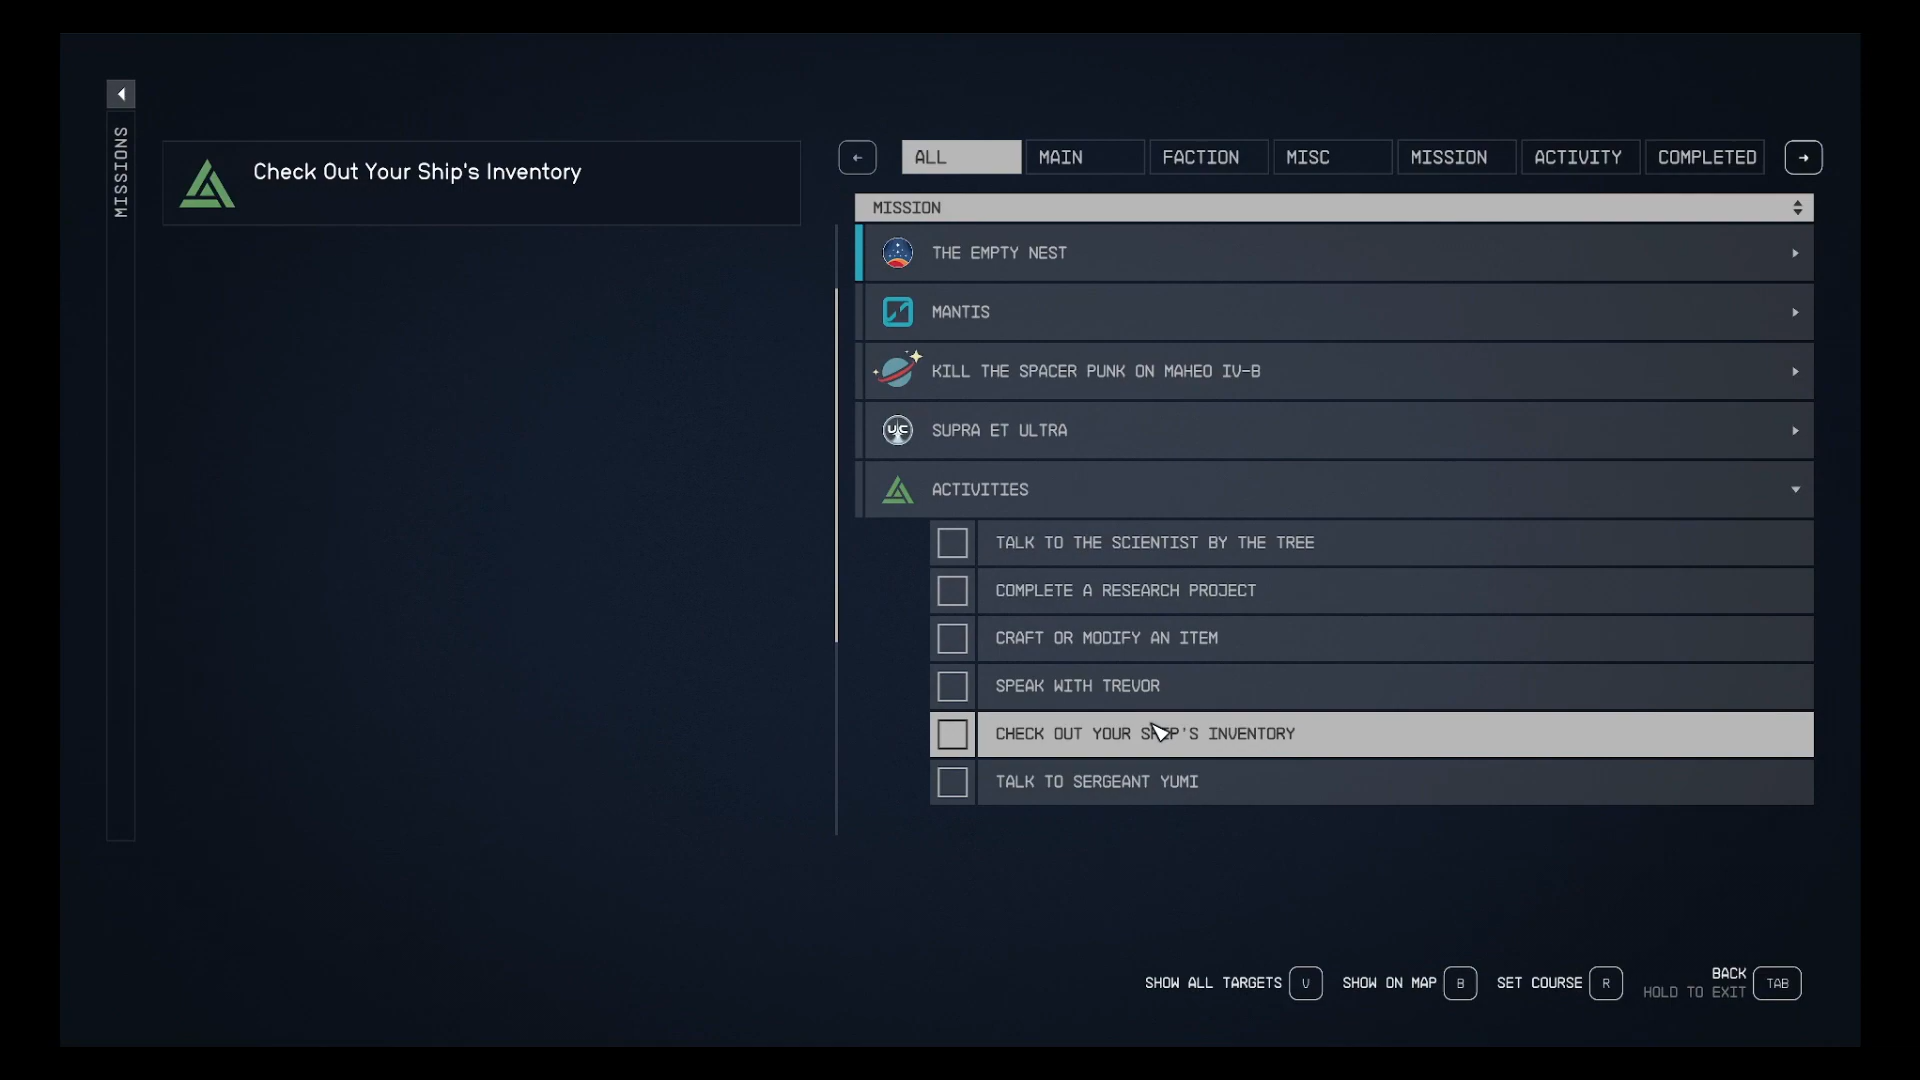 MISSIONS
Check Out Your Ship's Inventory
ALL
MAIN
FACTION
MISC
MISSION
ACTIVITY
COMPLETED
MISSION
THE EMPTY NEST
MANTIS
KILL THE SPACER PUNK ON MAHEO IV-B
UC SUPRA ET ULTRA
ACTIVITIES
TALK TO THE SCIENTIST BY THE TREE
COMPLETE A RESEARCH PROJECT
CRAFT OR MODIFY AN ITEM
SPEAK WITH TREVOR
CHECK OUT YOUR SHIP'S INVENTORY
TALK TO SERGEANT YUMI
SHOW ALL TARGETS V
SHOW ON MAP B
SET COURSE R
BACK
HOLD TO EXIT TAB